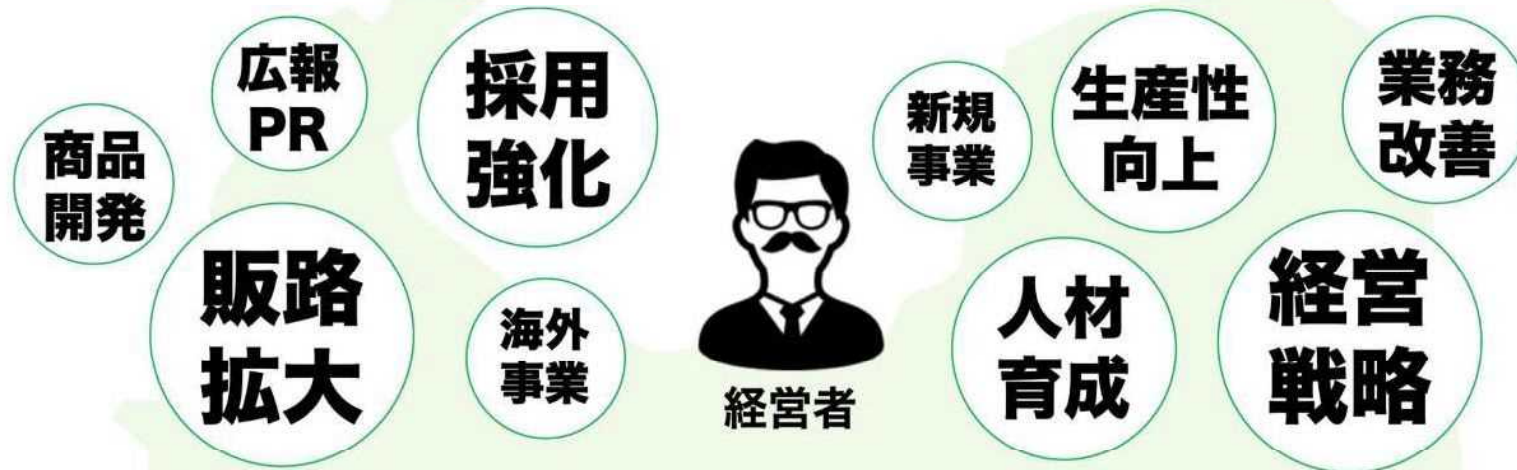 広報
PR
商品
開発
採用
強化
販路
拡大
海外
事業
経営者
新規
事業
生産性
向上
業務
改善
人材
育成
経営
戦略